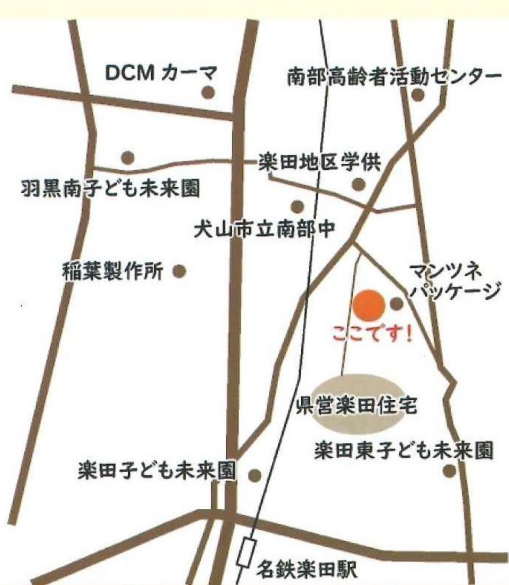 DCM カーマ
南部高齢者活動センター
楽田地区学供
羽黒南子ども未来園
犬山市立南部中
稲葉製作所
マンツネ
パッケージ
ここです!
県営楽田住宅
楽田東子ども未来園
楽田子ども未来園
名鉄楽田駅